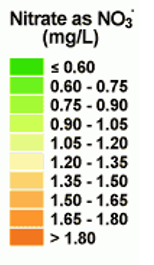 Nitrate as NO₃⁻
(mg/L)
≤ 0.60
0.60 - 0.75
0.75 - 0.90
0.90 - 1.05
1.05 - 1.20
1.20 - 1.35
1.35 - 1.50
1.50 - 1.65
1.65 - 1.80
> 1.80